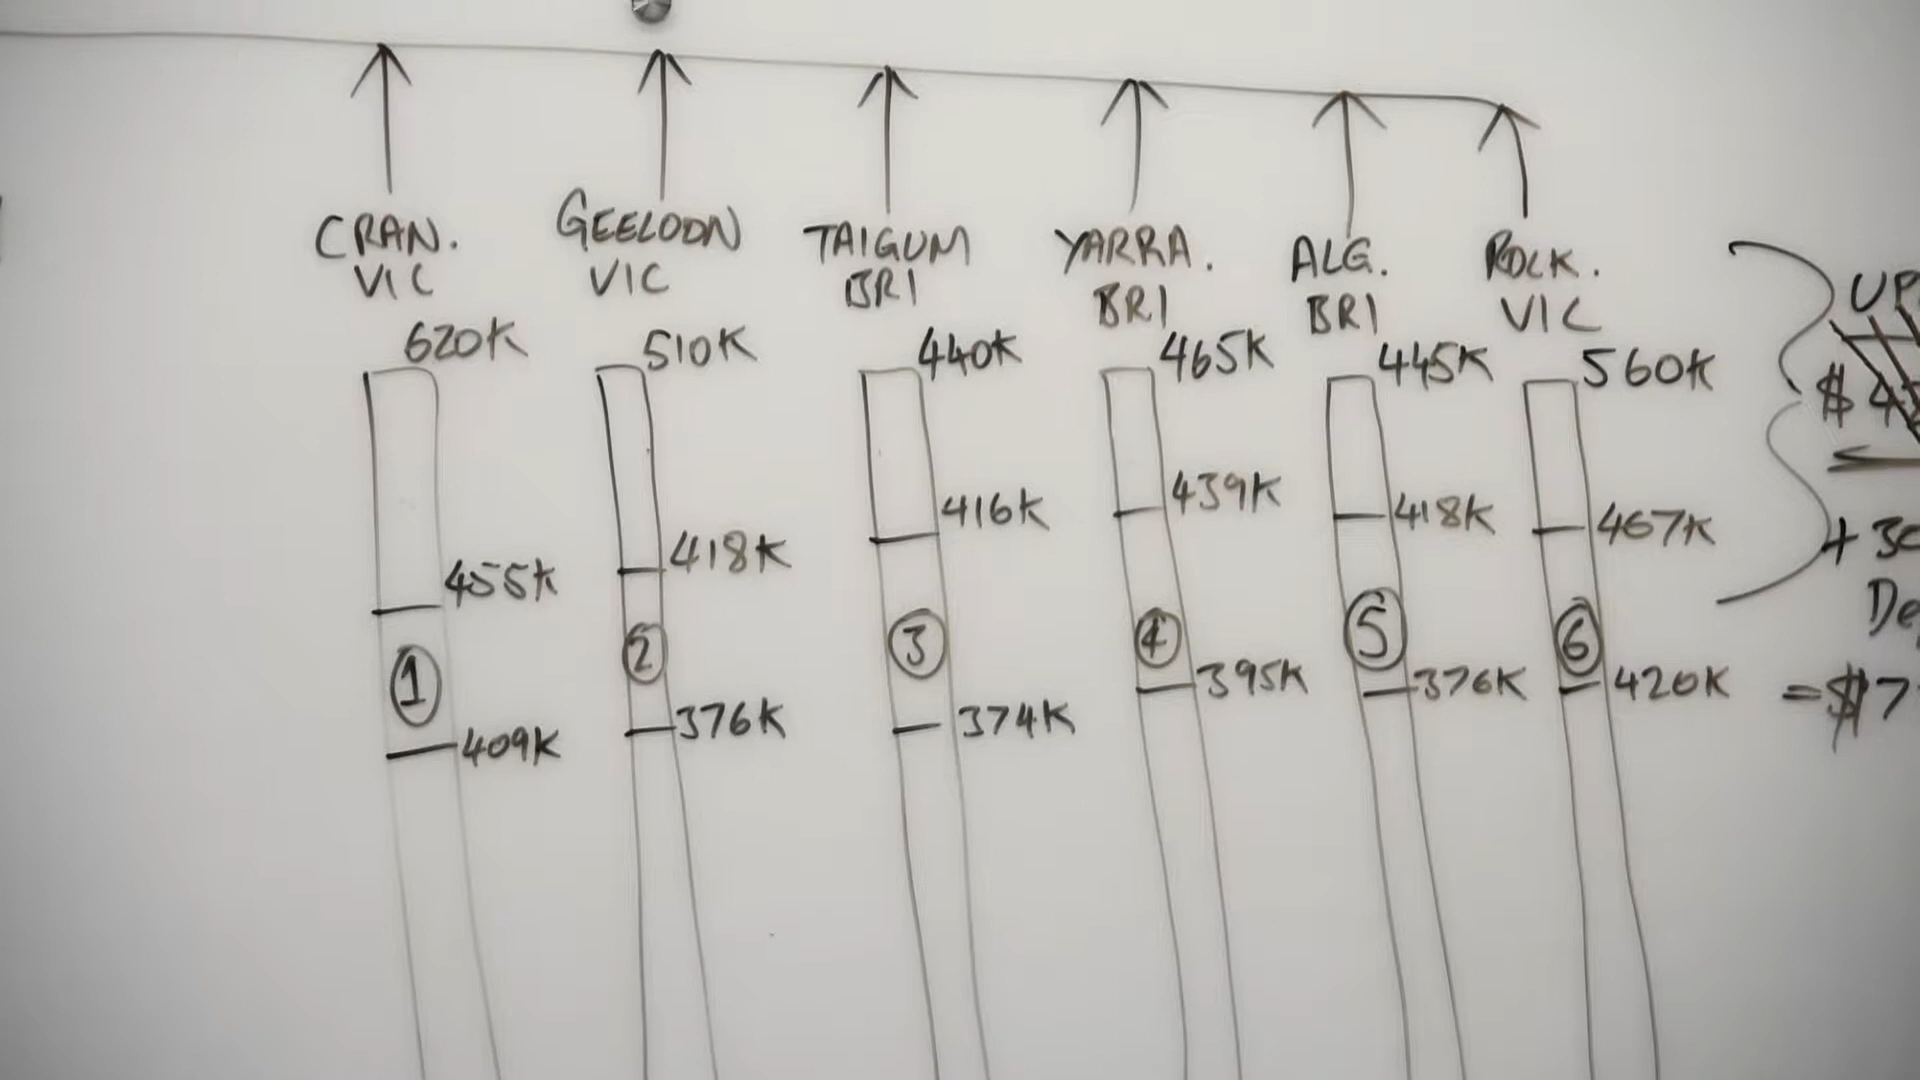 CRAN.
VIC
620K
455K
1
409K
GEELOON
VIC
510K
418K
2
376K
TAIGUM
BRI
440K
416K
3
374K
YARRA.
BRI
465K
439K
4
395K
ALG.
BRI
445K
418K
5
376K
ROCK.
VIC
560K
467K
6
420K